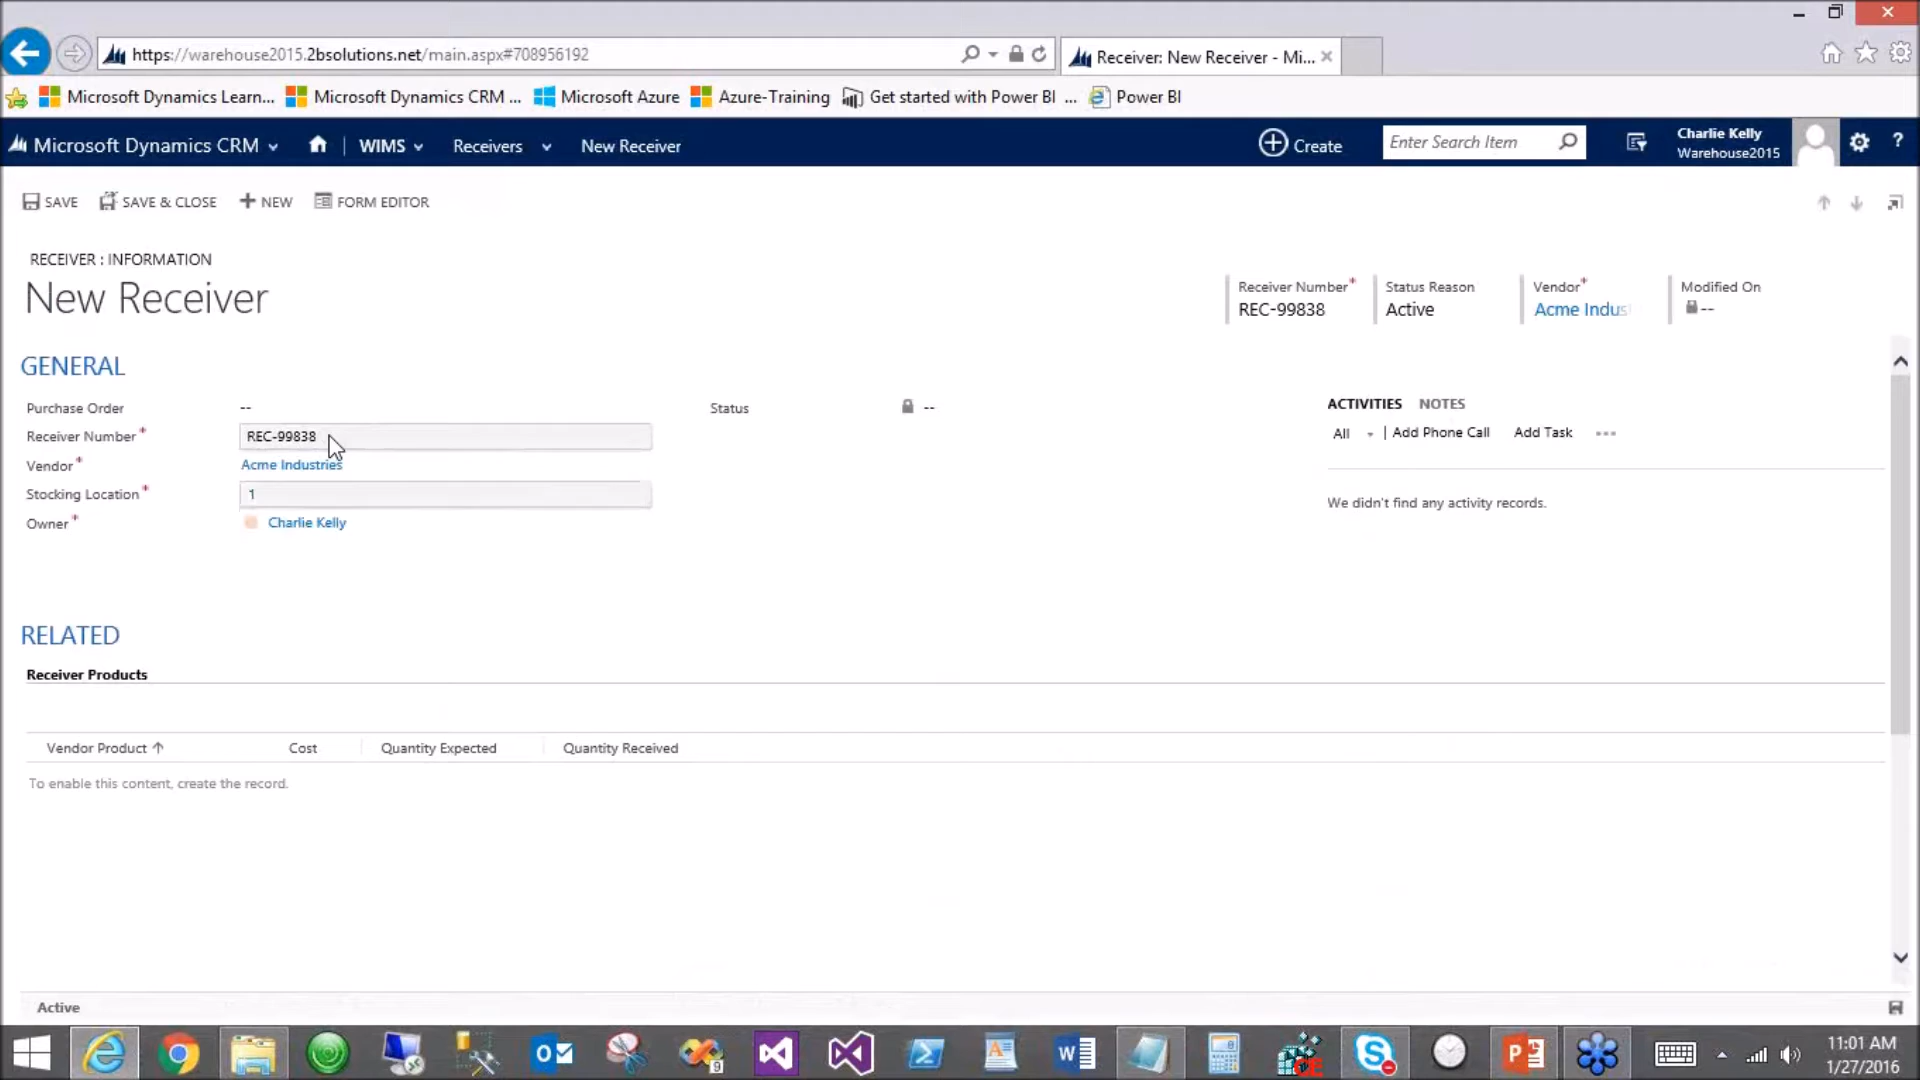 https://warehouse2015.2bsolutions.net/main.aspx#708956192
Receiver: New Receiver - Mi...
Microsoft Dynamics Learn...
Microsoft Dynamics CRM ...
Microsoft Azure
Azure-Training
Get started with Power BI ...
Power BI
Microsoft Dynamics CRM
WIMS
Receivers
New Receiver
Create
Enter Search Item
Charlie Kelly
Warehouse2015
?
SAVE
SAVE & CLOSE
NEW
FORM EDITOR
RECEIVER : INFORMATION
New Receiver
Receiver Number*
REC-99838
Status Reason
Active
Vendor*
Acme Indus
Modified On
--
GENERAL
Purchase Order --
Receiver Number* REC-99838
Vendor* Acme Industries
Stocking Location* 1
Owner* Charlie Kelly
Status --
ACTIVITIES NOTES
All | Add Phone Call Add Task ...
We didn't find any activity records.
RELATED
Receiver Products
Vendor Product Cost Quantity Expected Quantity Received
To enable this content, create the record.
Active
11:01 AM
1/27/2016